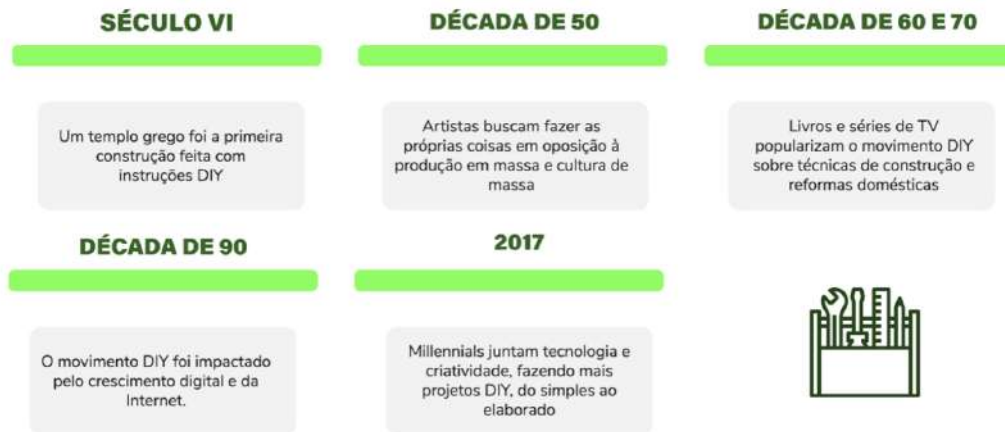 SÉCULO VI
Um templo grego foi a primeira
construção feita com
instruções DIY
DÉCADA DE 50
Artistas buscam fazer as
próprias coisas em oposição à
produção em massa e cultura de
massa
DÉCADA DE 60 E 70
Livros e séries de TV
popularizam o movimento DIY
sobre técnicas de construção e
reformas domésticas
DÉCADA DE 90
O movimento DIY foi impactado
pelo crescimento digital e da
Internet.
2017
Millennials juntam tecnologia e
criatividade, fazendo mais
projetos DIY, do simples ao
elaborado